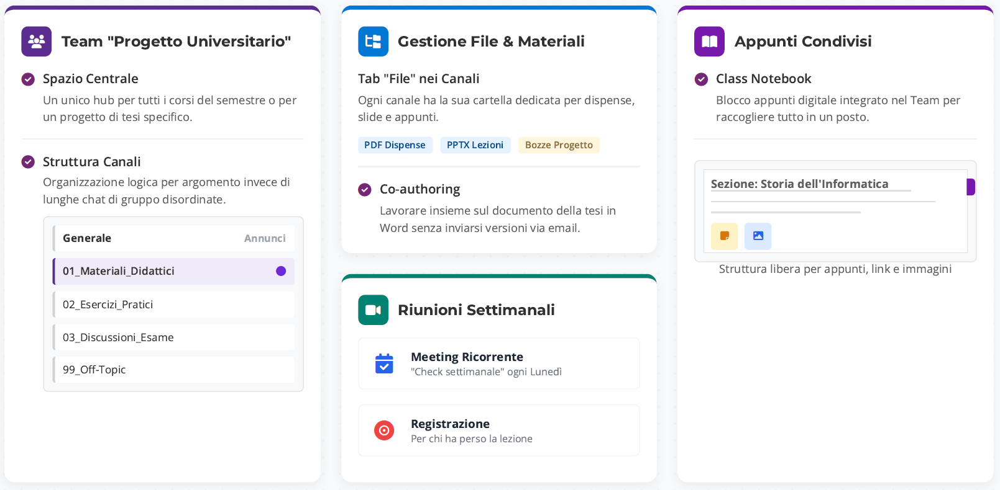 Team "Progetto Universitario"
Spazio Centrale
Un unico hub per tutti i corsi del semestre o per
un progetto di tesi specifico.
Struttura Canali
Organizzazione logica per argomento invece di
lunghe chat di gruppo disordinate.
Generale Annunci
01_Materiali_Didattici
02_Esercizi_Pratici
03_Discussioni_Esame
99_Off-Topic
Gestione File & Materiali
Tab "File" nei Canali
Ogni canale ha la sua cartella dedicata per dispense,
slide e appunti.
PDF Dispense PPTX Lezioni Bozze Progetto
Co-authoring
Lavorare insieme sul documento della tesi in
Word senza inviarsi versioni via email.
Riunioni Settimanali
Meeting Ricorrente
"Check settimanale" ogni Lunedì
Registrazione
Per chi ha perso la lezione
Appunti Condivisi
Class Notebook
Blocco appunti digitale integrato nel Team per
raccogliere tutto in un posto.
Sezione: Storia dell'Informatica
Struttura libera per appunti, link e immagini